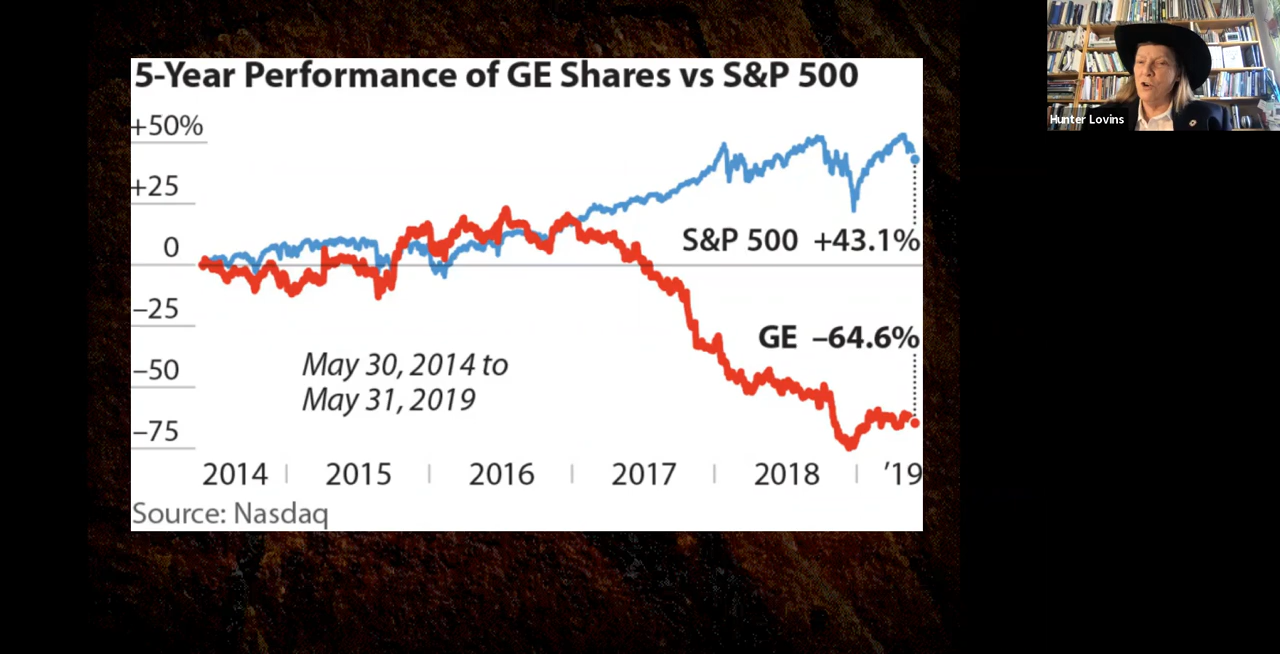 5-Year Performance of GE Shares vs S&P 500
+50%
+25
0
–25
–50
–75
S&P 500 +43.1%
GE –64.6%
May 30, 2014 to
May 31, 2019
2014 | 2015 | 2016 | 2017 | 2018 | ’19
Source: Nasdaq
Hunter Lovins